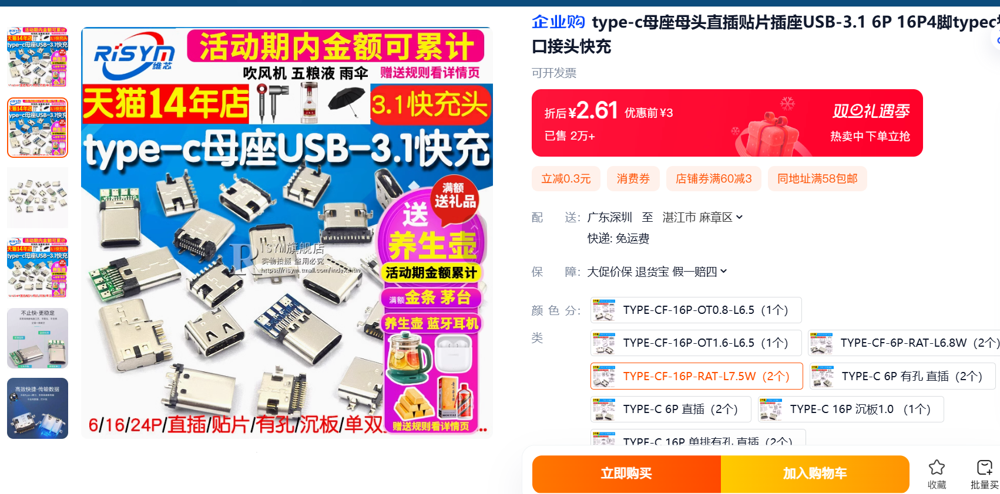 企业购 type-c母座母头直插贴片插座USB-3.1 6P 16P4脚typec
口接头快充
可开发票
折后¥2.61 优惠前¥3
已售 2万+
双旦礼遇季
热卖中 下单立抢
立减0.3元 消费券 店铺券满60减3 同地址满58包邮
配送: 广东深圳 至 湛江市 麻章区
快递: 免运费
保障: 大促价保 退货宝 假一赔四
颜色分类:
TYPE-CF-16P-OT0.8-L6.5（1个）
TYPE-CF-16P-OT1.6-L6.5（1个）
TYPE-CF-6P-RAT-L6.8W（2个）
TYPE-CF-16P-RAT-L7.5W（2个）
TYPE-C 6P 有孔 直插（2个）
TYPE-C 6P 直插（2个）
TYPE-C 16P 沉板1.0 （1个）
TYPE-C 16P 单排有孔 直插（2个）
立即购买
加入购物车
收藏
批量买
RISYM
维芯
活动期内金额可累计
吹风机 五粮液 雨伞 赠送规则看详情页
天猫14年店
3.1快充头
type-c母座USB-3.1快充
满额
送礼品
送
养生壶
活动期金额累计
满额金条 茅台
养生壶 蓝牙耳机
赠送规则看详情页
RISYM旗舰店
实物拍摄 盗用必究
https://risym.tmall.com/index.htm
6/16/24P/直插/贴片/有孔/沉板/单双
不止快·更稳定
高效快捷·传输数据